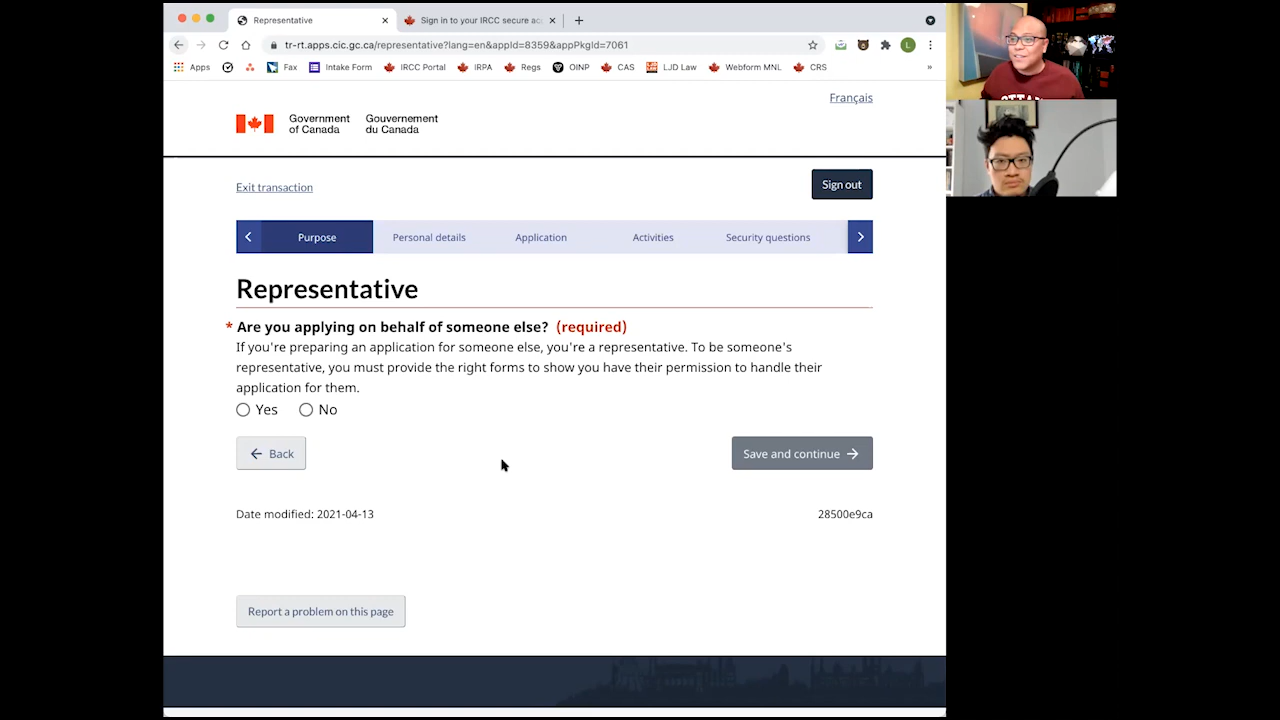 Representative
Sign in to your IRCC secure ac
tr-rt.apps.cic.gc.ca/representative?lang=en&appId=8359&appPkgId=7061
L
Apps
Fax
Intake Form
IRCC Portal
IRPA
Regs
OINP
CAS
LJD Law
Webform MNL
CRS
»
Français
Government of Canada
Gouvernement du Canada
Exit transaction
Sign out
Purpose
Personal details
Application
Activities
Security questions
Representative
* Are you applying on behalf of someone else? (required)
If you're preparing an application for someone else, you're a representative. To be someone's
representative, you must provide the right forms to show you have their permission to handle their
application for them.
Yes
No
Back
Save and continue
Date modified: 2021-04-13
28500e9ca
Report a problem on this page